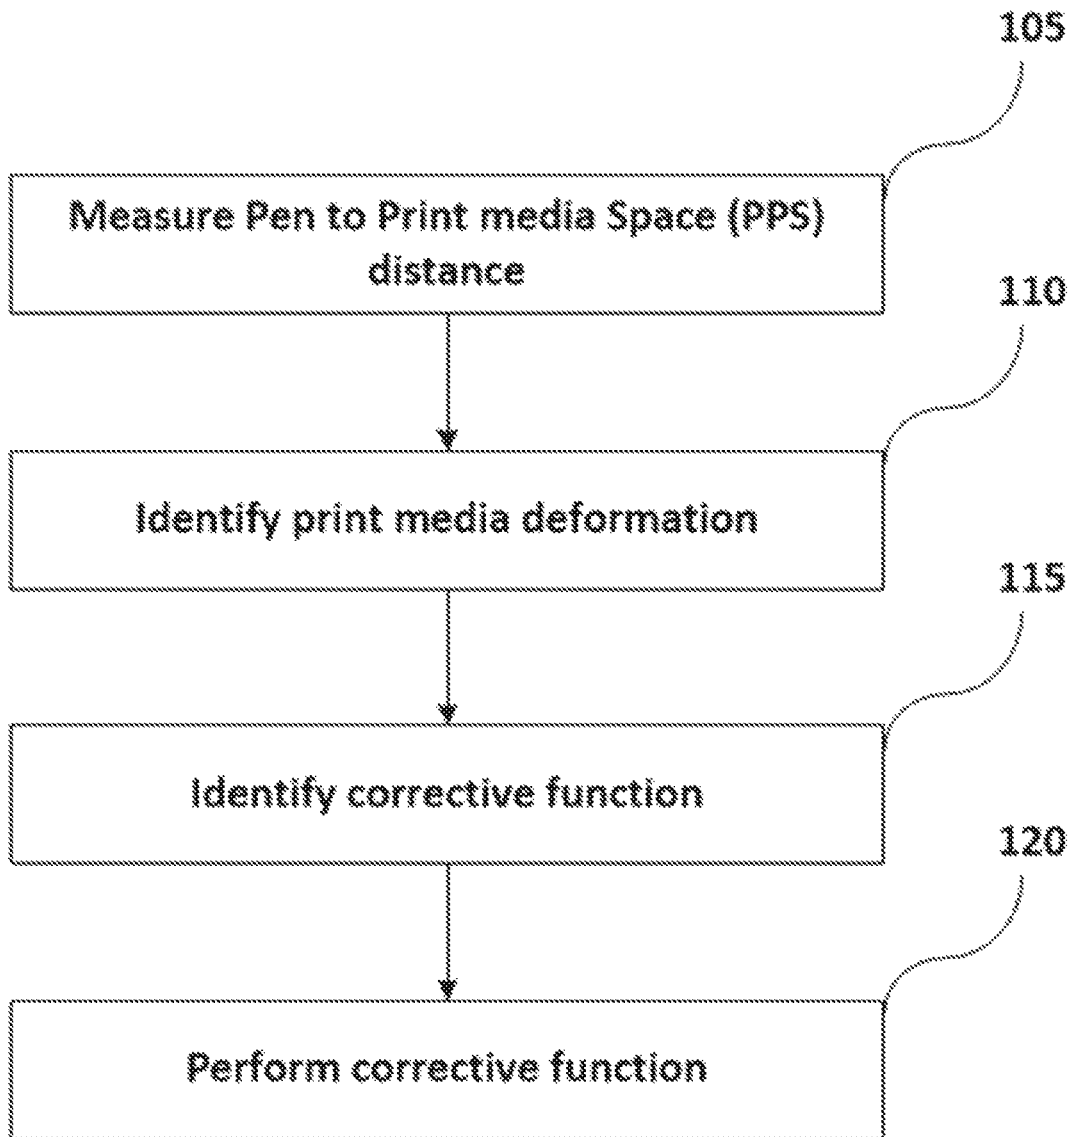 105
Measure Pen to Print media Space (PPS)
distance
110
Identify print media deformation
115
Identify corrective function
120
Perform corrective function